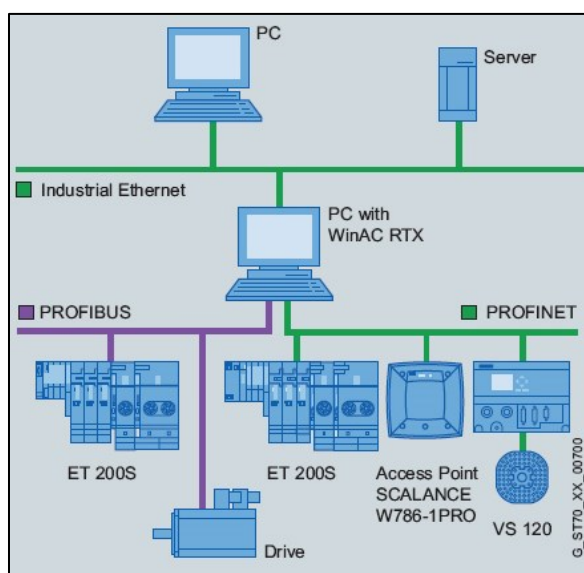 PC
Server
Industrial Ethernet
PC with
WinAC RTX
PROFIBUS
PROFINET
ET 200S
ET 200S
Access Point
SCALANCE
W786-1PRO
VS 120
Drive
G_ST70_XX_00700